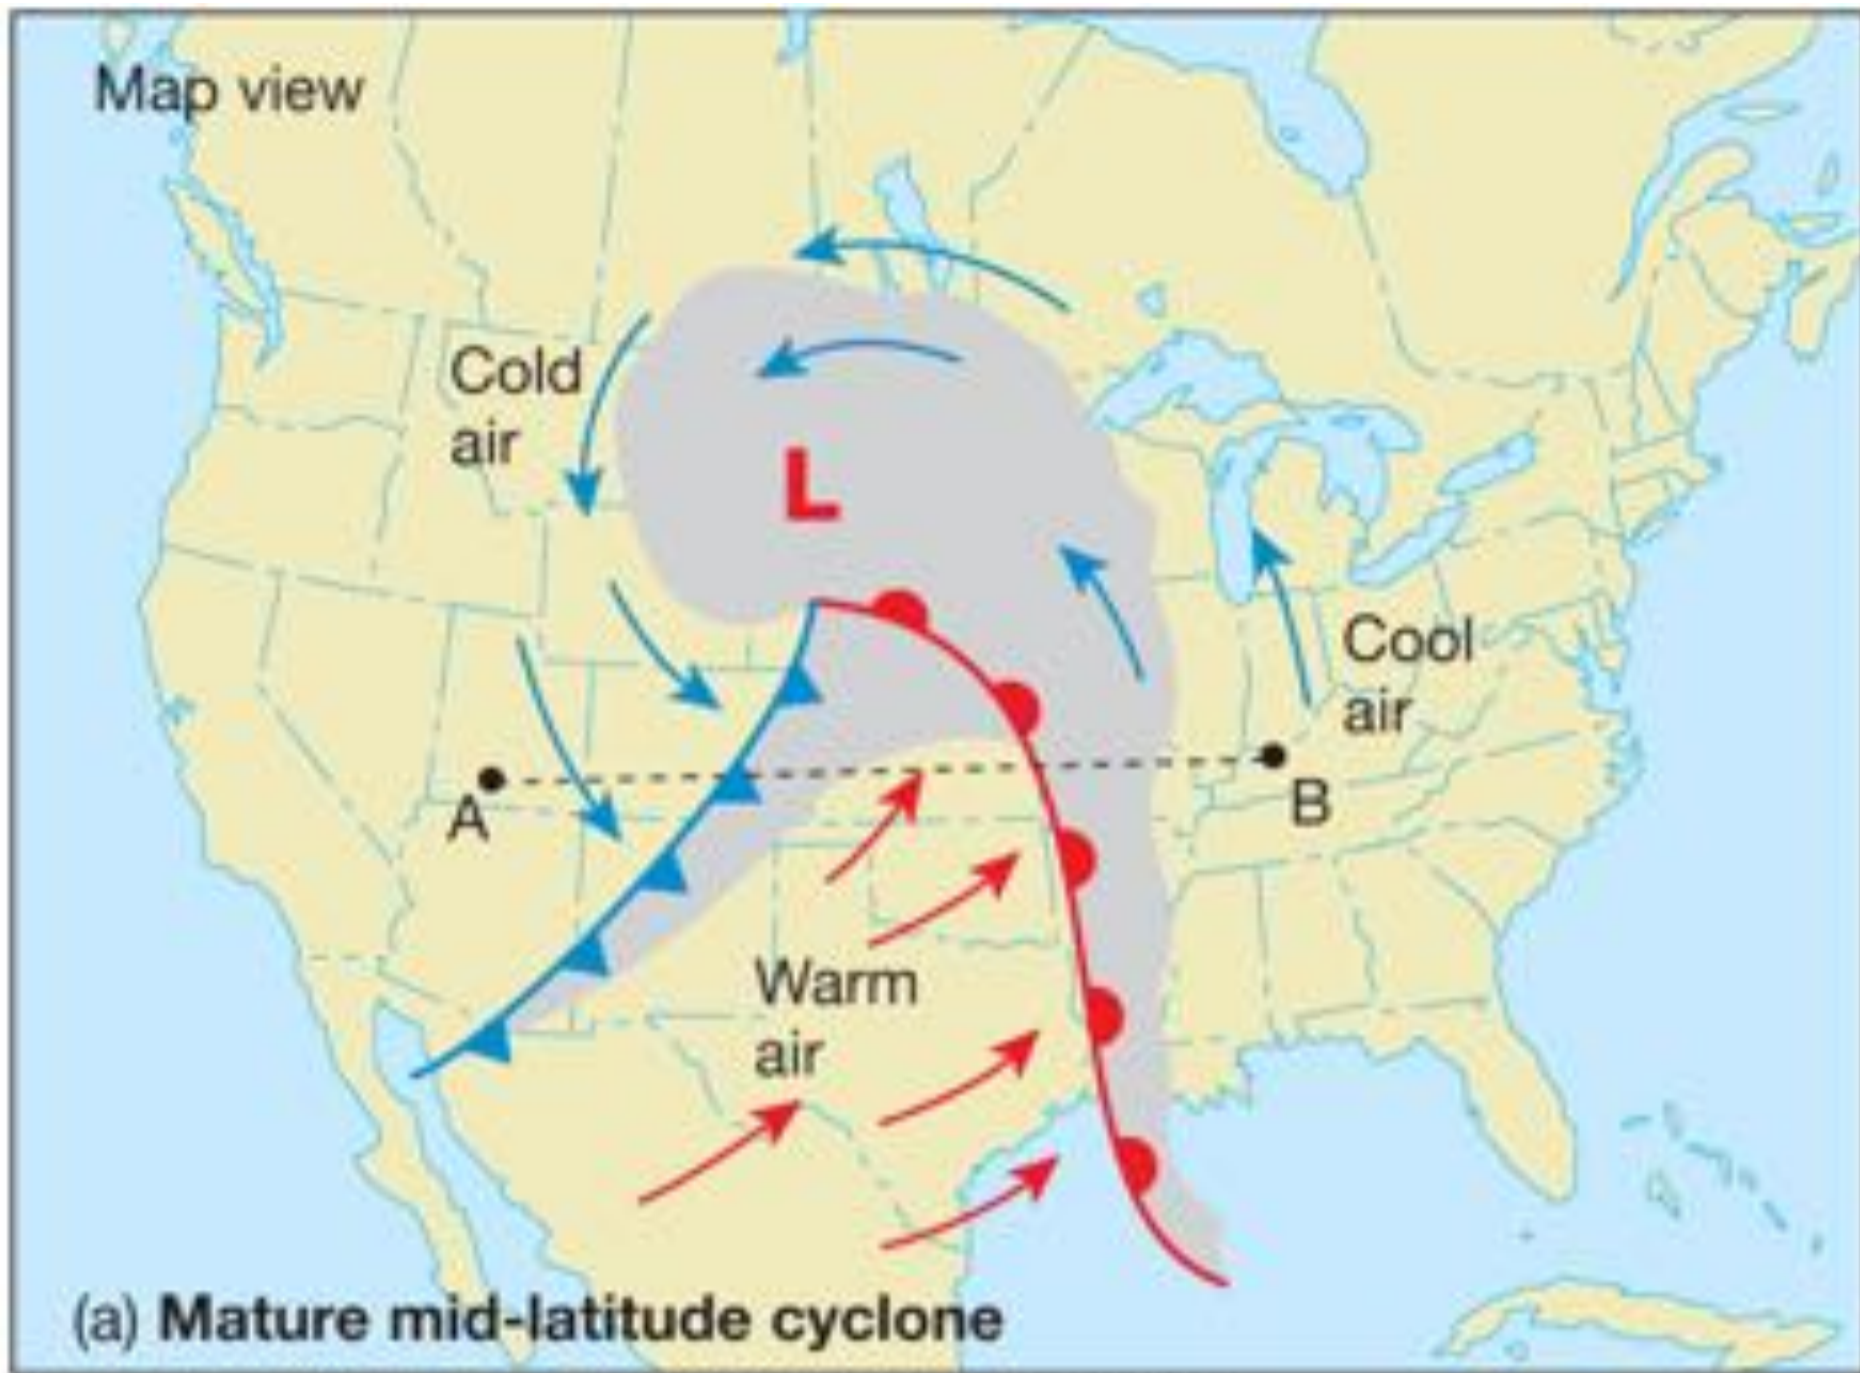 Map view
Cold
air
L
Cool
air
A
B
Warm
air
(a) Mature mid-latitude cyclone